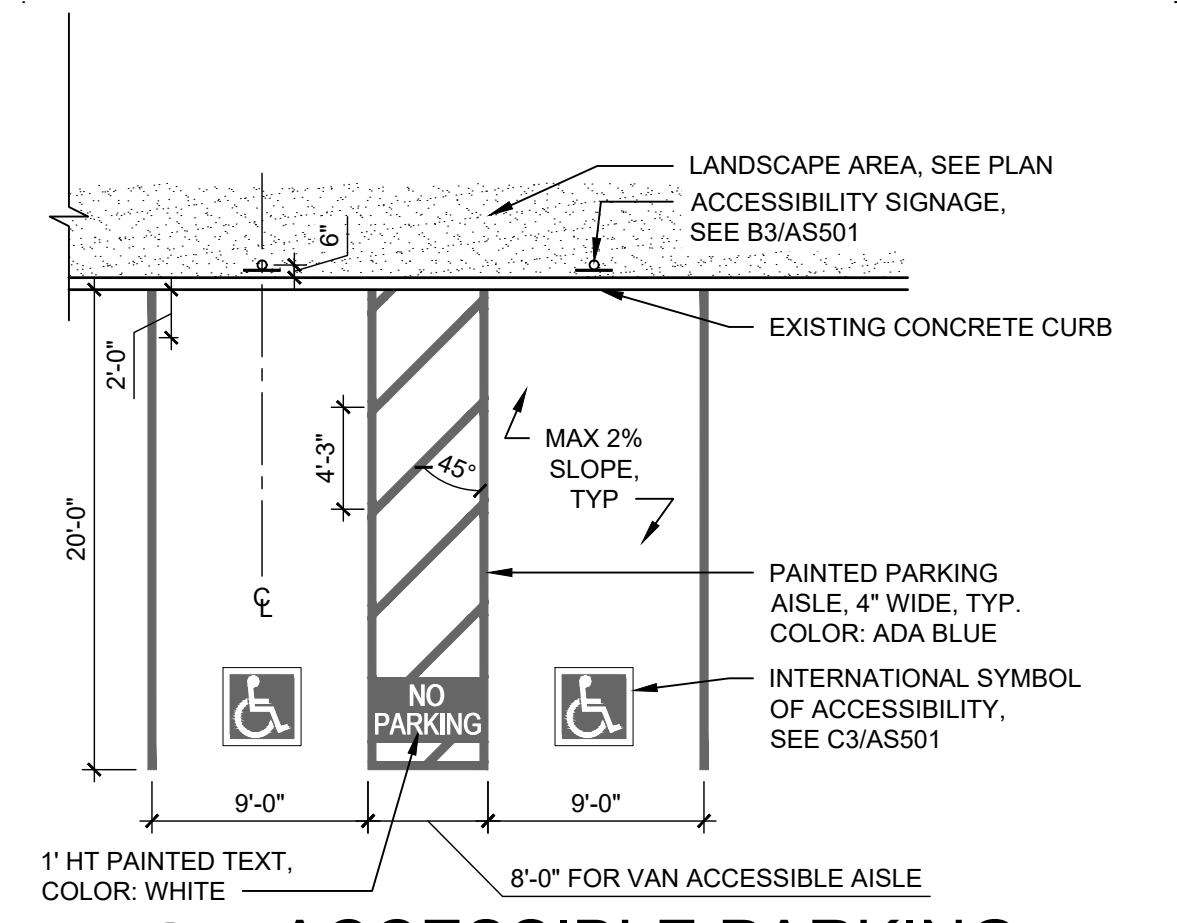 LANDSCAPE AREA, SEE PLAN
ACCESSIBILITY SIGNAGE,
SEE B3/AS501
6"
EXISTING CONCRETE CURB
2'-0"
4'-3"
45°
MAX 2%
SLOPE,
TYP
20'-0"
PAINTED PARKING
AISLE, 4" WIDE, TYP.
COLOR: ADA BLUE
CL
INTERNATIONAL SYMBOL
OF ACCESSIBILITY,
SEE C3/AS501
NO
PARKING
9'-0"
9'-0"
1' HT PAINTED TEXT,
COLOR: WHITE
8'-0" FOR VAN ACCESSIBLE AISLE
ACCESSIBLE PARKING